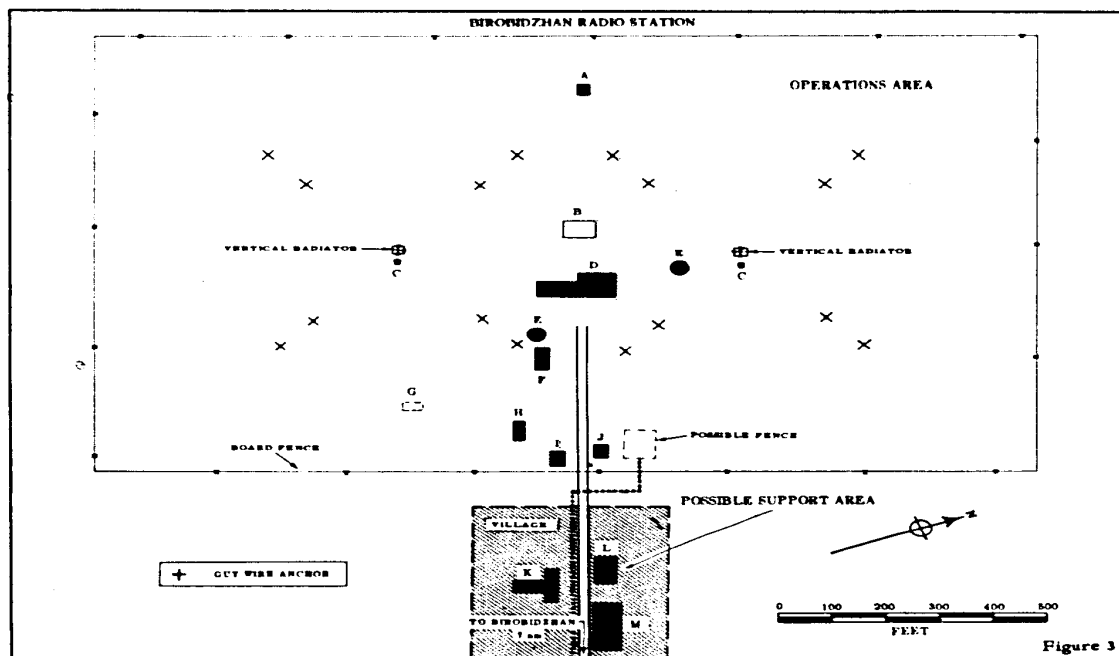 BIROBIDZHAN RADIO STATION
A
OPERATIONS AREA
B
VERTICAL RADIATOR
VERTICAL RADIATOR
C
C
D
E
E
F
G
H
I
J
BOARD FENCE
POSSIBLE FENCE
POSSIBLE SUPPORT AREA
VILLAGE
N
L
K
GUY WIRE ANCHOR
M
TO BIROBIDZHAN
nm
0 100 200 300 400 500
FEET
Figure 3